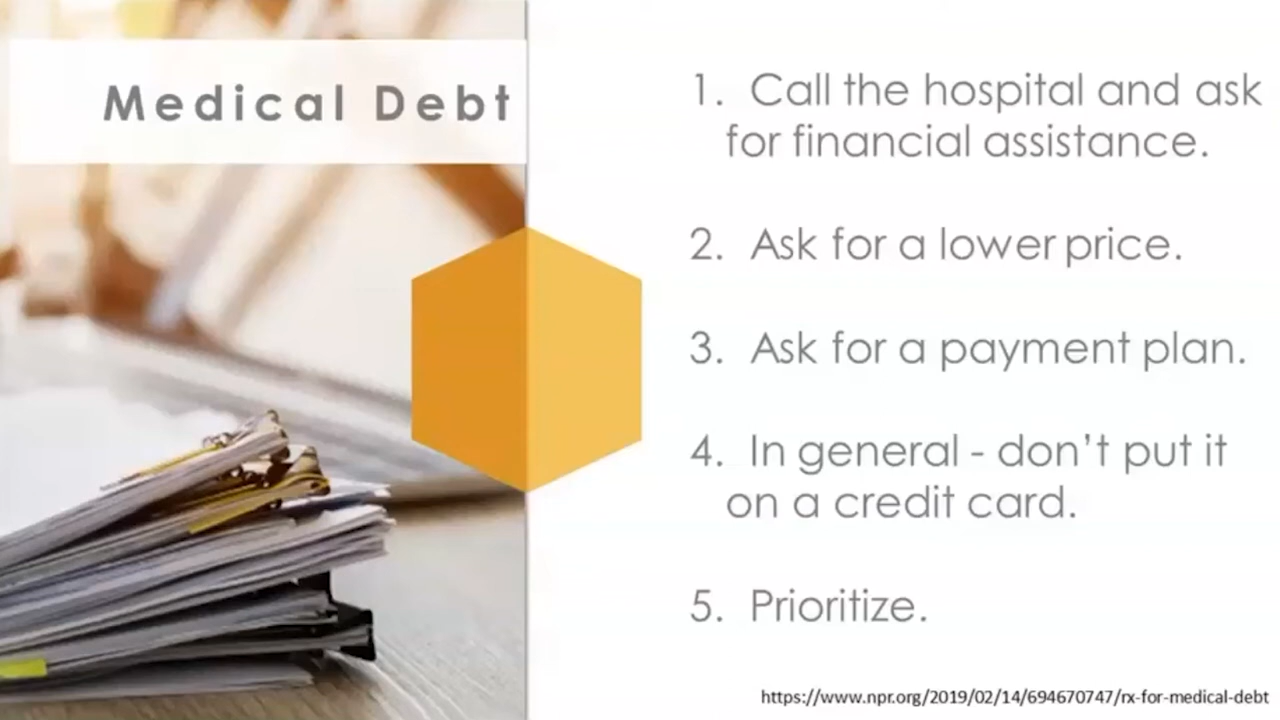 Medical Debt
1. Call the hospital and ask
for financial assistance.
2. Ask for a lower price.
3. Ask for a payment plan.
4. In general - don’t put it
on a credit card.
5. Prioritize.
https://www.npr.org/2019/02/14/694670747/rx-for-medical-debt